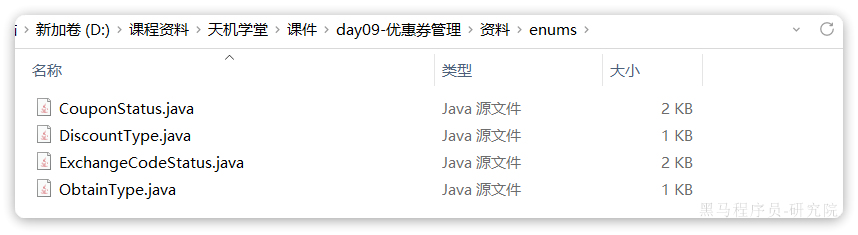 新加卷 (D:) › 课程资料 › 天机学堂 › 课件 › day09-优惠券管理 › 资料 › enums ›
名称 类型 大小
CouponStatus.java Java 源文件 2 KB
DiscountType.java Java 源文件 1 KB
ExchangeCodeStatus.java Java 源文件 2 KB
ObtainType.java Java 源文件 1 KB
黑马程序员-研究院